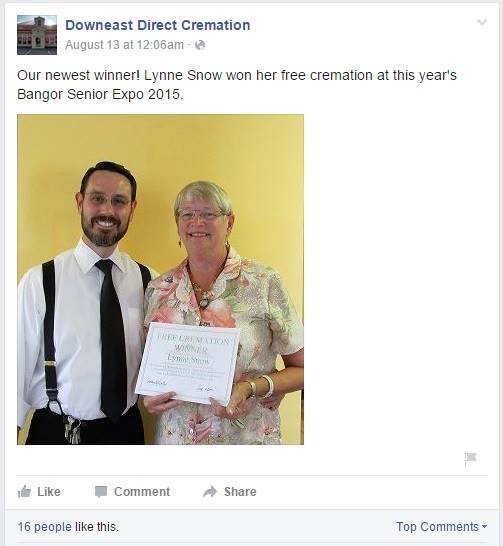 Downeast Direct Cremation
August 13 at 12:06am ·
Our newest winner! Lynne Snow won her free cremation at this year's
Bangor Senior Expo 2015.
FREE CREMATION
WINNER
Lynne Snow
Like Comment Share
16 people like this. Top Comments